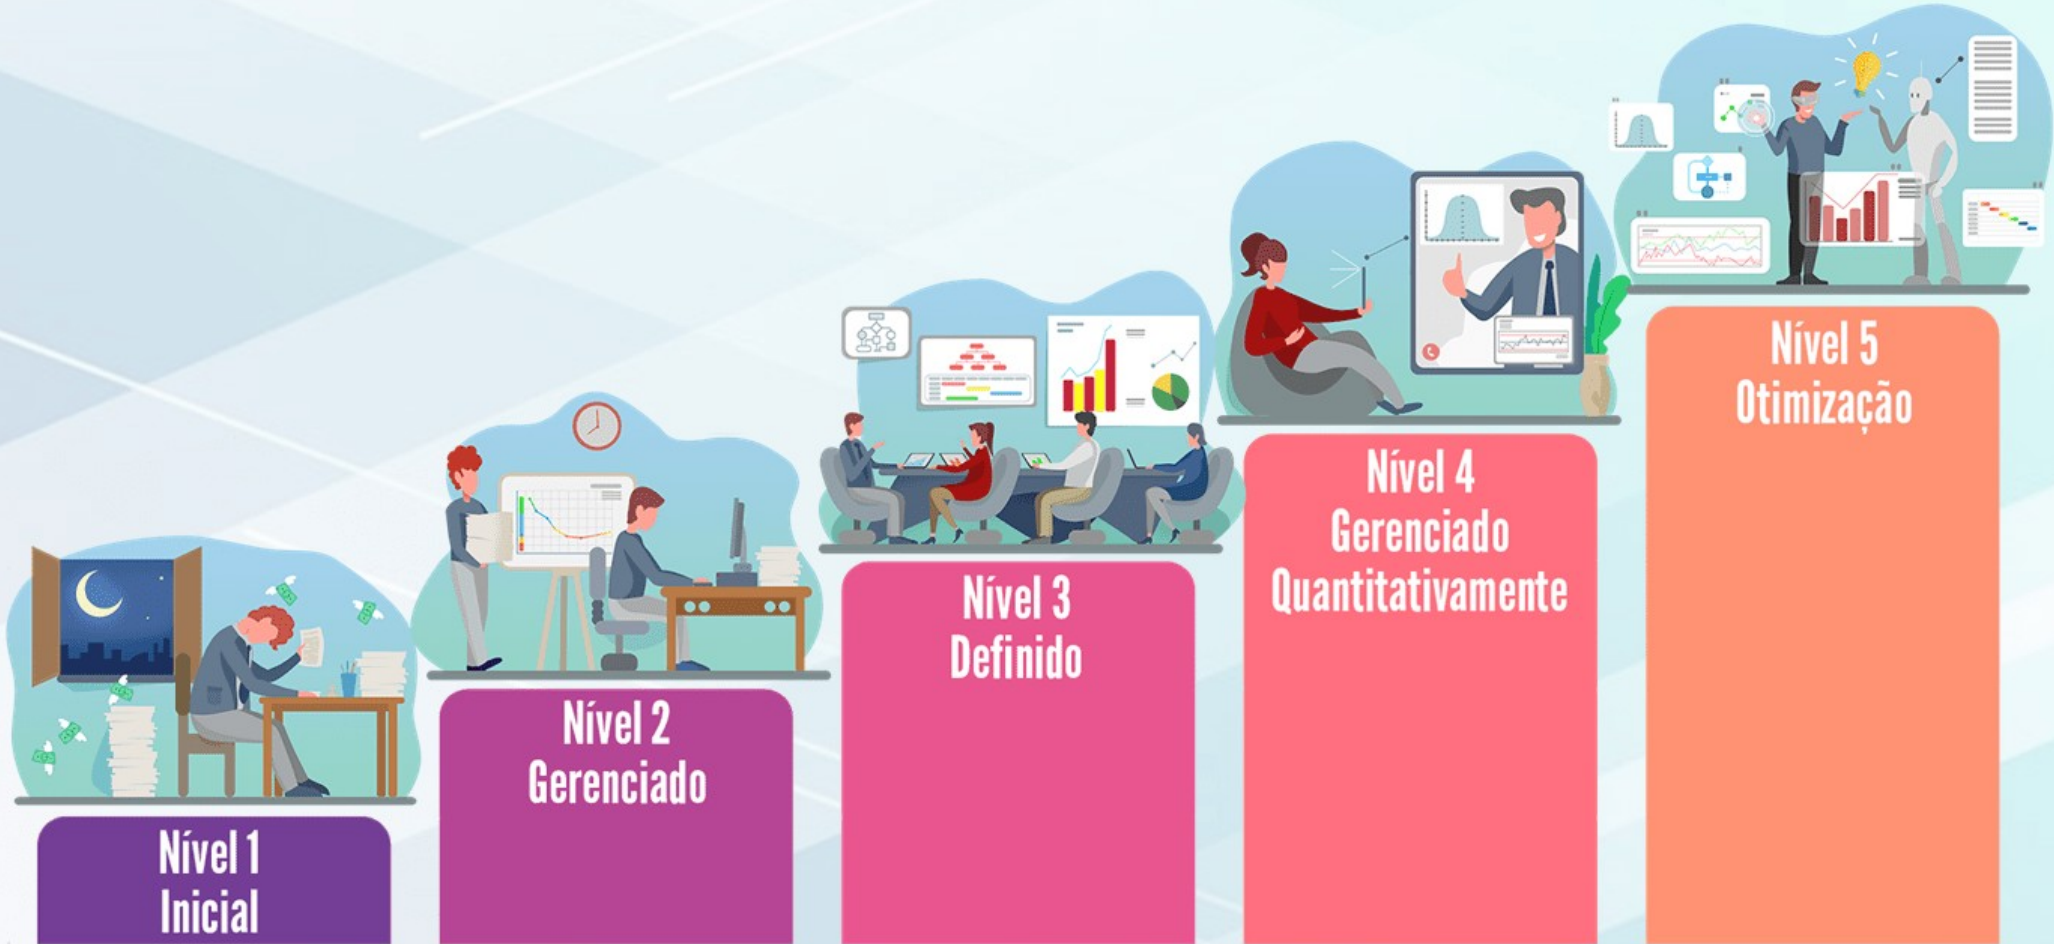 Nível 1
Inicial
Nível 2
Gerenciado
Nível 3
Definido
Nível 4
Gerenciado
Quantitativamente
Nível 5
Otimização